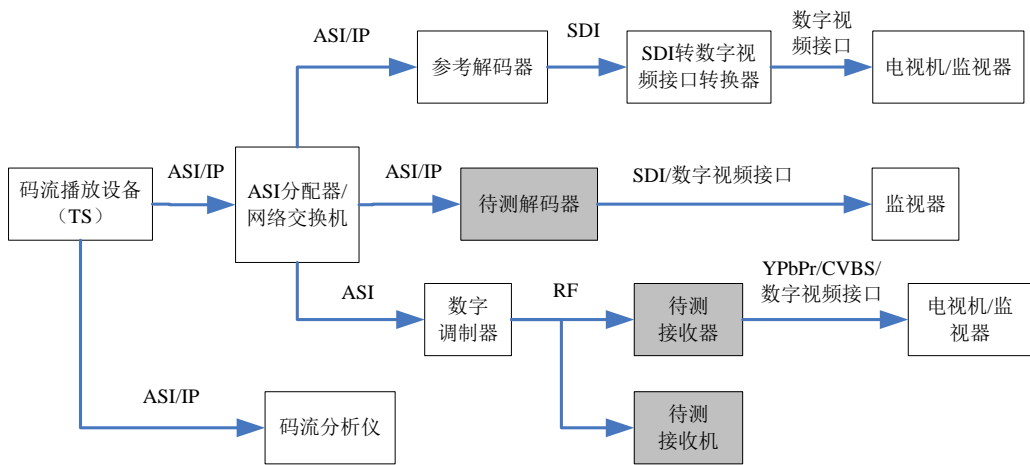 ASI/IP
SDI
数字视
频接口
参考解码器
SDI转数字视
频接口转换器
电视机/监视器
ASI/IP
ASI/IP
SDI/数字视频接口
码流播放设备
（TS）
ASI分配器/
网络交换机
待测解码器
监视器
ASI
RF
YPbPr/CVBS/
数字视频接口
数字
调制器
待测
接收器
电视机/监
视器
ASI/IP
码流分析仪
待测
接收机